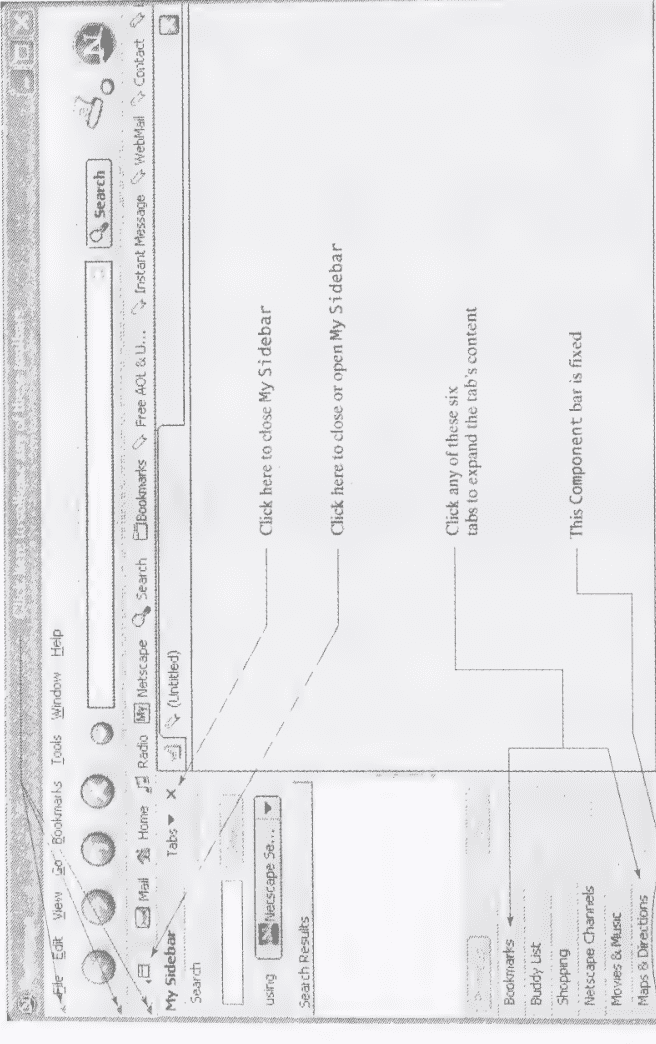 File Edit View Go Bookmarks Tools Window Help
Search
Mail Home Radio My Netscape Search Bookmarks Free AOL & U... Instant Message WebMail Contact
My Sidebar Tabs
(Untitled)
Search
using Netscape Se...
Search Results
Bookmarks
Buddy List
Shopping
Netscape Channels
Movies & Music
Maps & Directions
Click here to close My Sidebar
Click here to close or open My Sidebar
Click any of these six
tabs to expand the tab's content
This Component bar is fixed